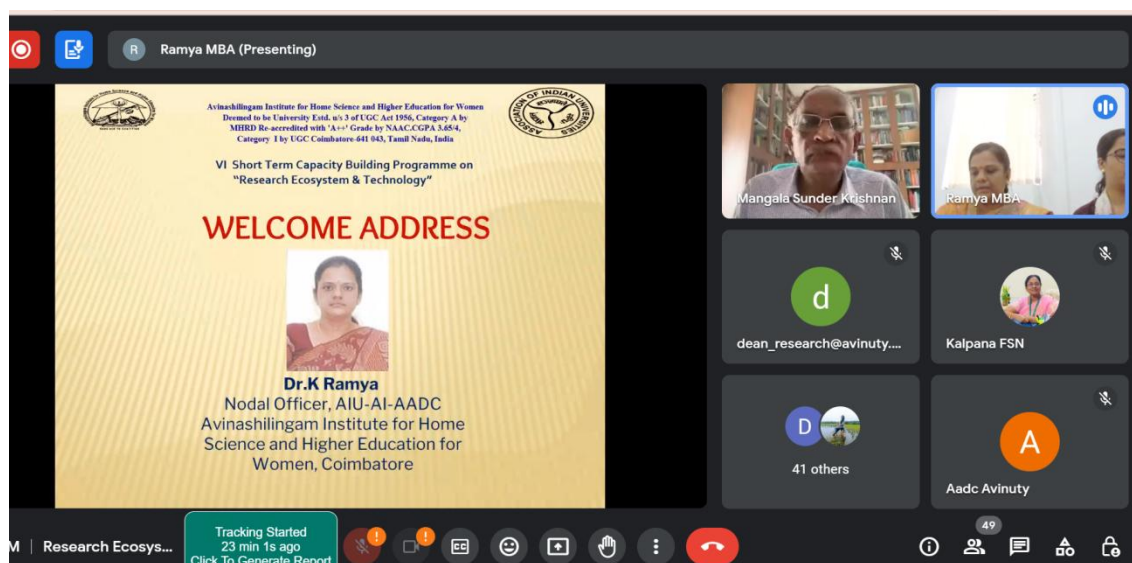 R
Ramya MBA (Presenting)
Avinashilingam Institute for Home Science and Higher Education for Women
Deemed to be University Estd. u/s 3 of UGC Act 1956, Category A by
MHRD Re-accredited with 'A++' Grade by NAAC.CGPA 3.65/4,
Category I by UGC Coimbatore-641 043, Tamil Nadu, India
ASSOCIATION OF INDIAN UNIVERSITIES
VI Short Term Capacity Building Programme on
"Research Ecosystem & Technology"
WELCOME ADDRESS
Dr.K Ramya
Nodal Officer, AIU-AI-AADC
Avinashilingam Institute for Home
Science and Higher Education for
Women, Coimbatore
Mangala Sunder Krishnan
Ramya MBA
d
dean_research@avinuty....
Kalpana FSN
D
41 others
A
Aadc Avinuty
M | Research Ecosys...
Tracking Started
23 min 1s ago
Click To Generate Report
CC
49